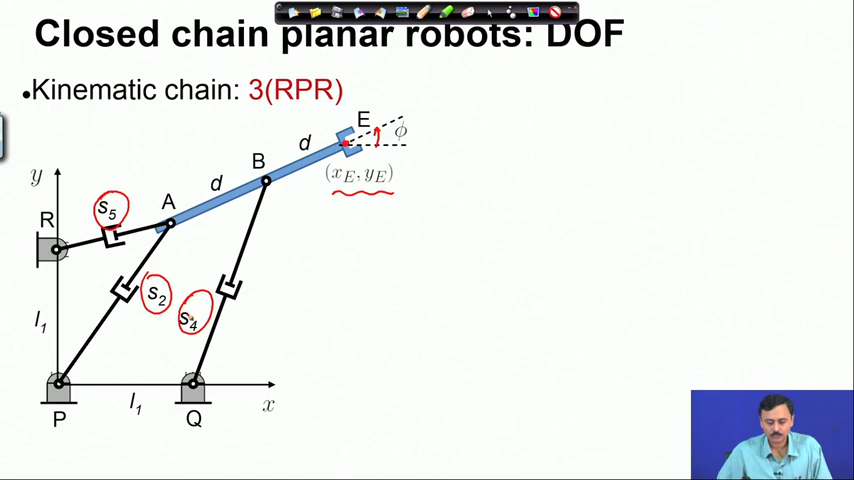 Closed chain planar robots: DOF
•Kinematic chain: 3(RPR)
E
ϕ
B
d
(x_E, y_E)
y
d
A
s₅
R
s₂
s₄
l₁
l₁
x
P
Q